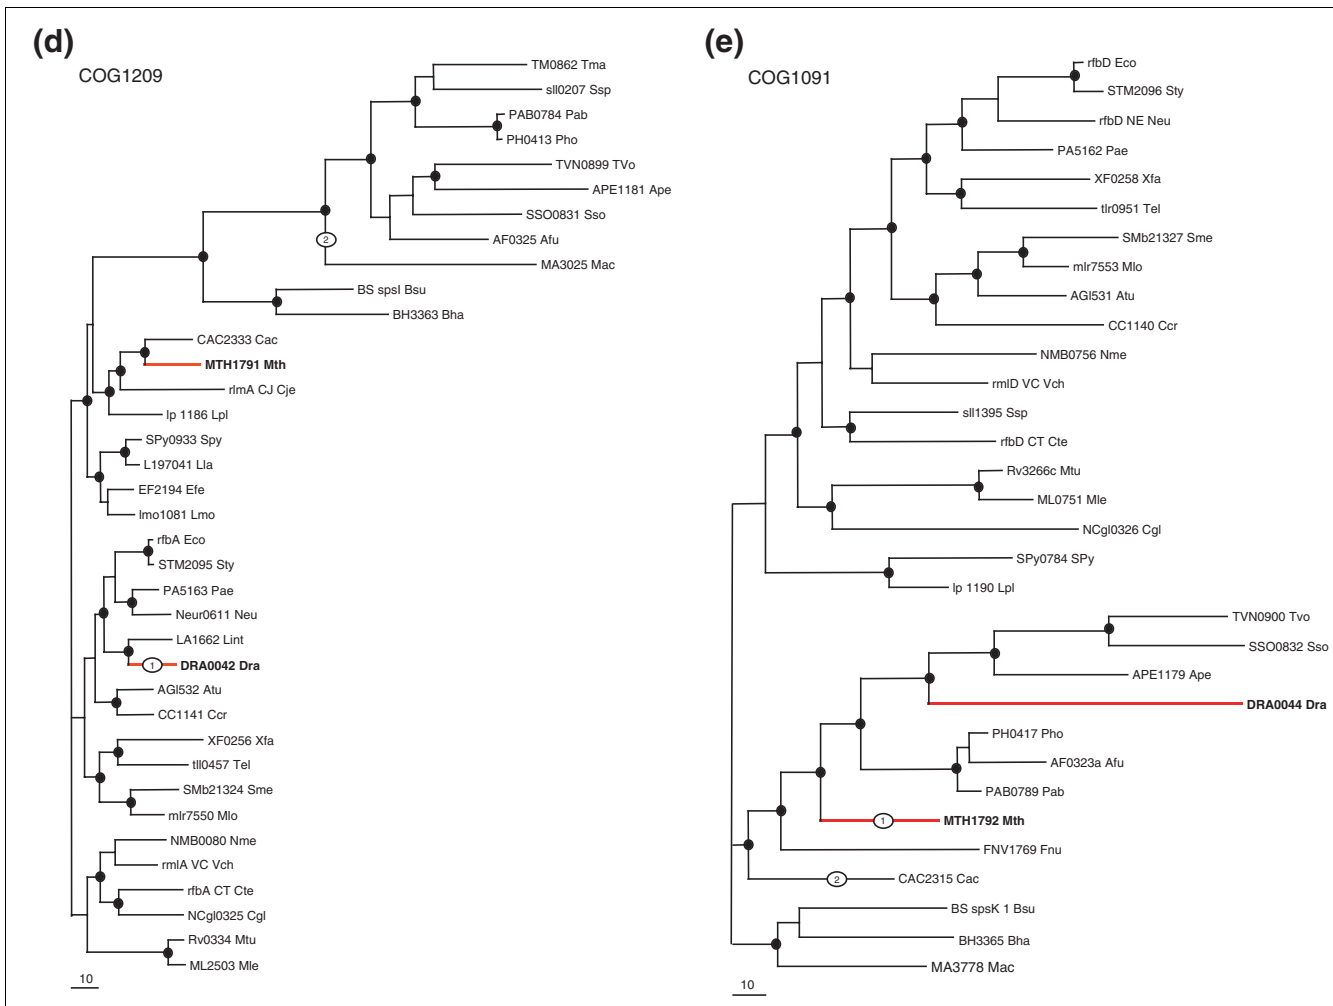 (d)
COG1209
TM0862 Tma
sll0207 Ssp
PAB0784 Pab
PH0413 Pho
TVN0899 TVo
APE1181 Ape
SSO0831 Sso
AF0325 Afu
2
MA3025 Mac
BS spsI Bsu
BH3363 Bha
CAC2333 Cac
MTH1791 Mth
rlmA CJ Cje
lp 1186 Lpl
SPy0933 Spy
L197041 Lla
EF2194 Efe
lmo1081 Lmo
rfbA Eco
STM2095 Sty
PA5163 Pae
Neur0611 Neu
LA1662 Lint
1
DRA0042 Dra
AGl532 Atu
CC1141 Ccr
XF0256 Xfa
tll0457 Tel
SMb21324 Sme
mlr7550 Mlo
NMB0080 Nme
rmlA VC Vch
rfbA CT Cte
NCgl0325 Cgl
Rv0334 Mtu
ML2503 Mle
10
(e)
COG1091
rfbD Eco
STM2096 Sty
rfbD NE Neu
PA5162 Pae
XF0258 Xfa
tlr0951 Tel
SMb21327 Sme
mlr7553 Mlo
AGl531 Atu
CC1140 Ccr
NMB0756 Nme
rmlD VC Vch
sll1395 Ssp
rfbD CT Cte
Rv3266c Mtu
ML0751 Mle
NCgl0326 Cgl
SPy0784 SPy
lp 1190 Lpl
TVN0900 Tvo
SSO0832 Sso
APE1179 Ape
DRA0044 Dra
PH0417 Pho
AF0323a Afu
PAB0789 Pab
1
MTH1792 Mth
FNV1769 Fnu
2
CAC2315 Cac
BS spsK 1 Bsu
BH3365 Bha
MA3778 Mac
10